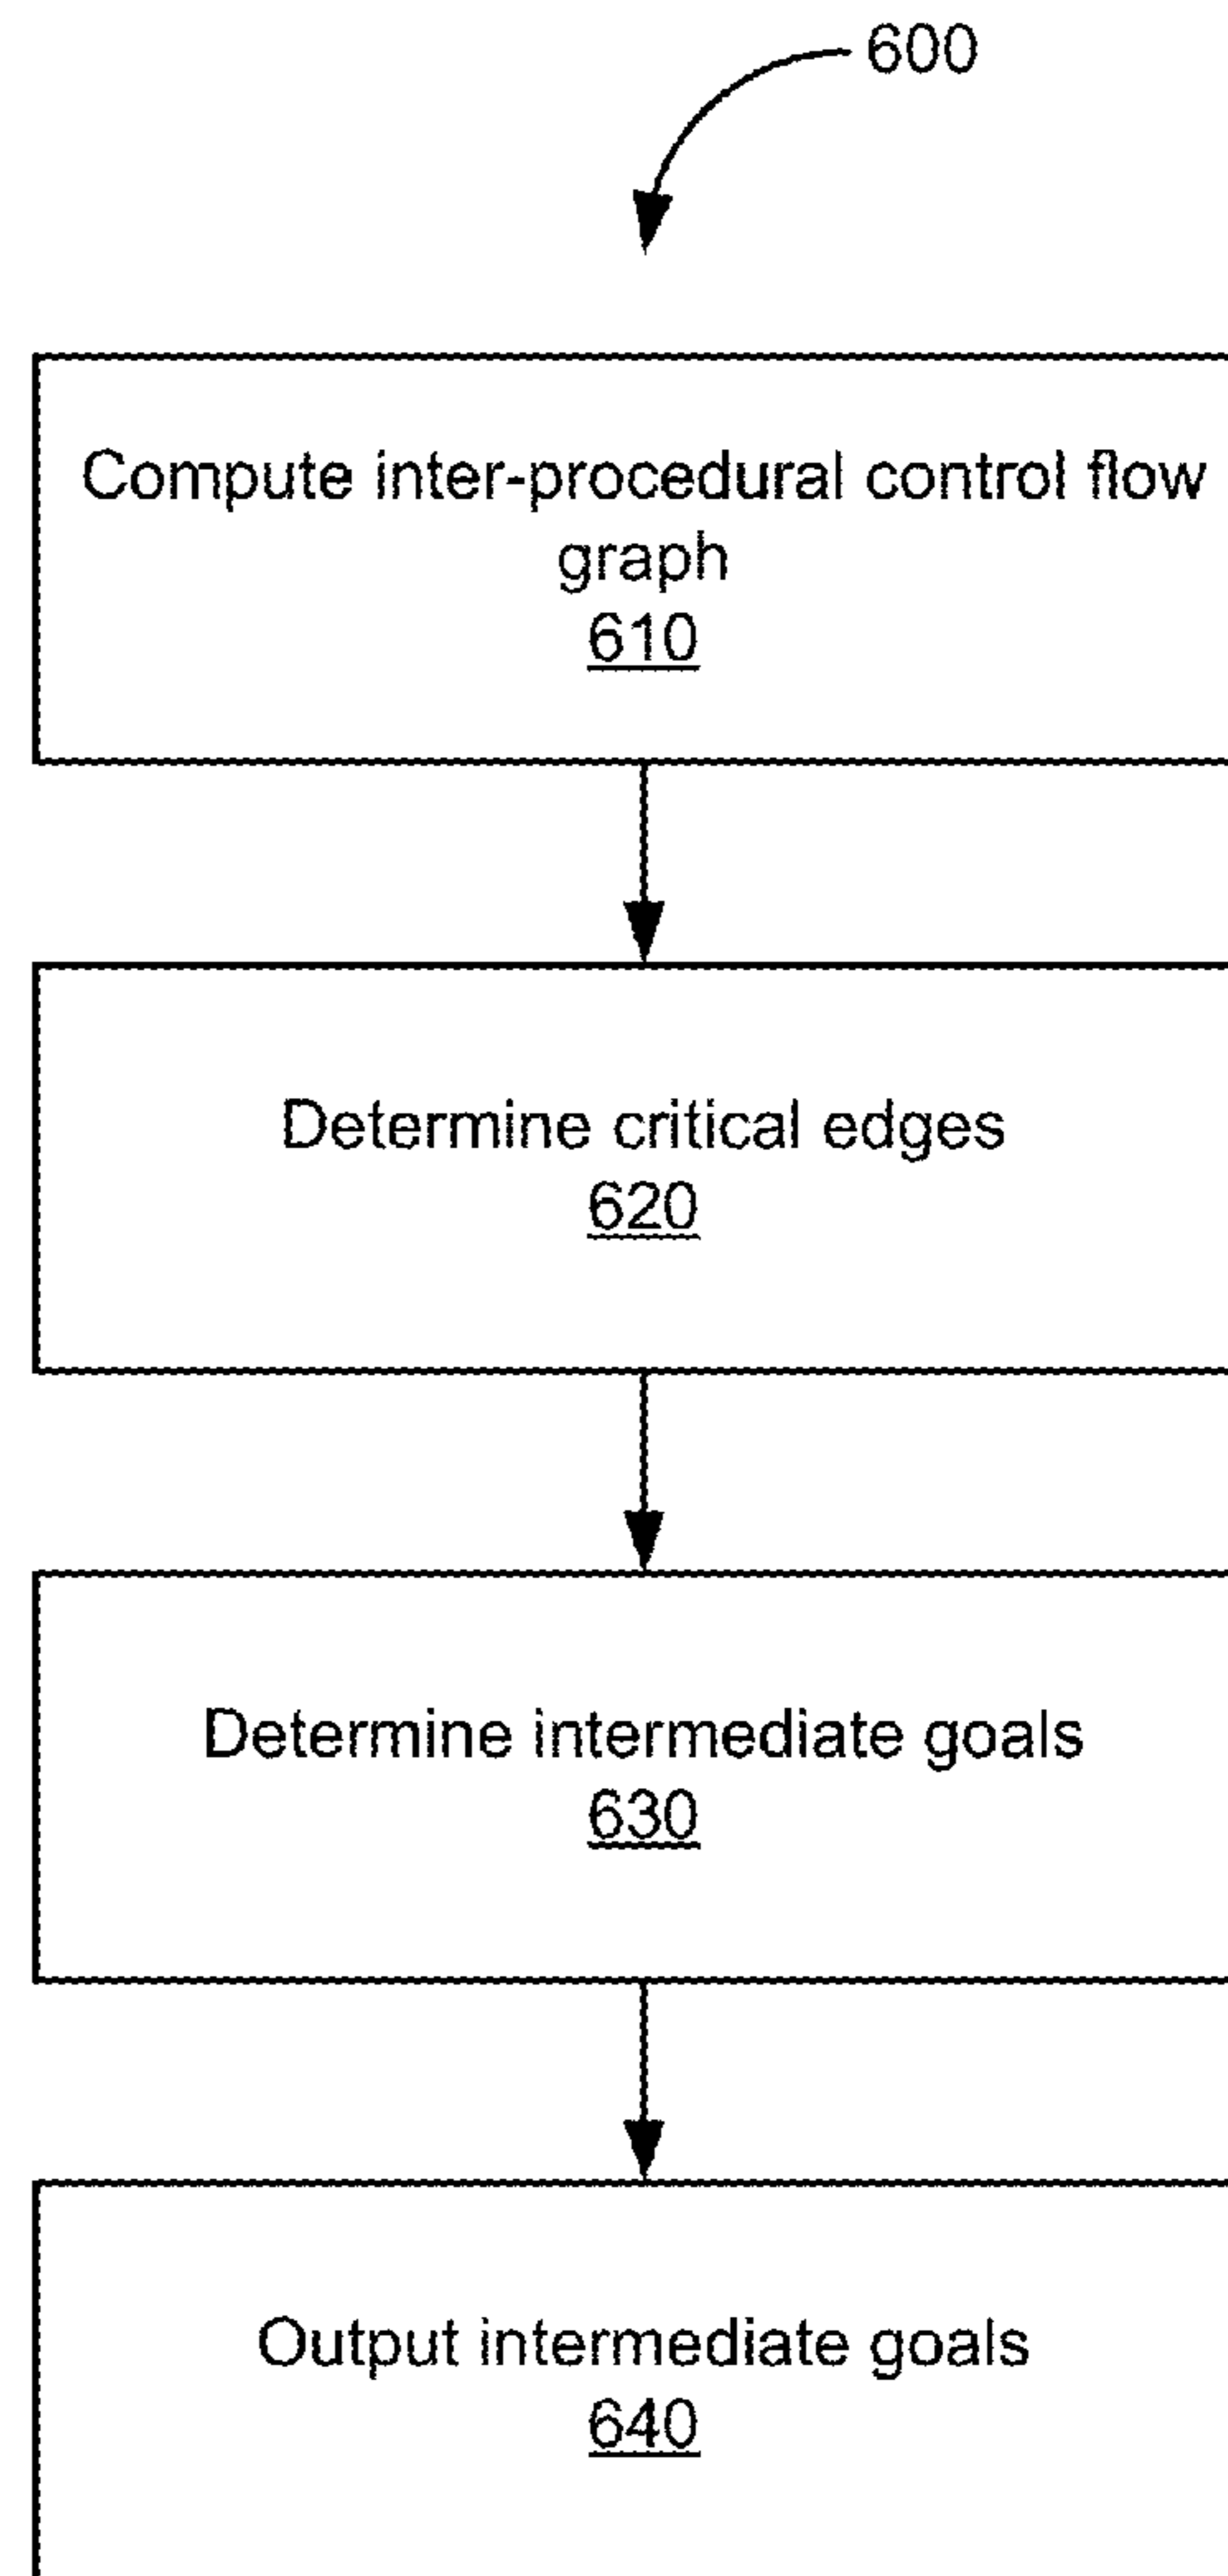 600
Compute inter-procedural control flow
graph
610
Determine critical edges
620
Determine intermediate goals
630
Output intermediate goals
640